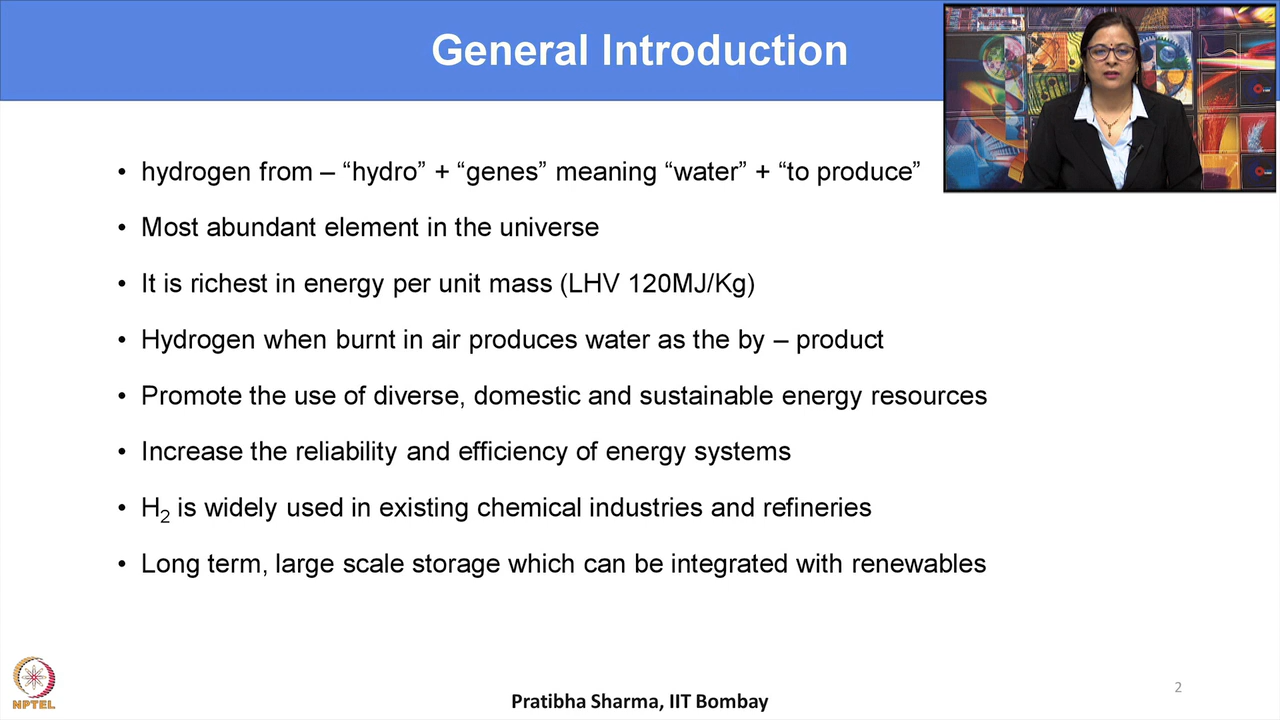 General Introduction
• hydrogen from – “hydro” + “genes” meaning “water” + “to produce”
• Most abundant element in the universe
• It is richest in energy per unit mass (LHV 120MJ/Kg)
• Hydrogen when burnt in air produces water as the by – product
• Promote the use of diverse, domestic and sustainable energy resources
• Increase the reliability and efficiency of energy systems
• H₂ is widely used in existing chemical industries and refineries
• Long term, large scale storage which can be integrated with renewables
NPTEL
Pratibha Sharma, IIT Bombay
2